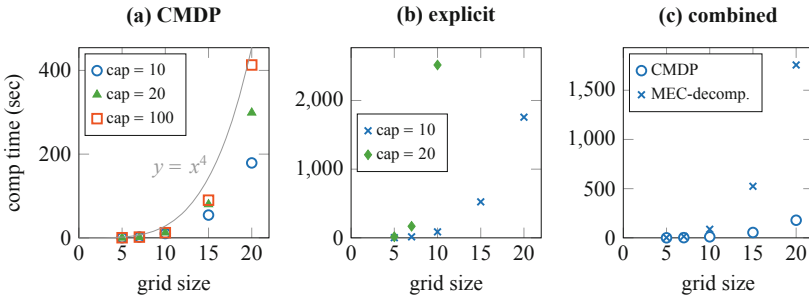 (a) CMDP
comp time (sec)
400
200
0
cap = 10
cap = 20
cap = 100
y = x^4
0 5 10 15 20
grid size
(b) explicit
2,000
1,000
0
cap = 10
cap = 20
0 5 10 15 20
grid size
(c) combined
1,500
1,000
500
0
CMDP
MEC-decomp.
0 5 10 15 20
grid size